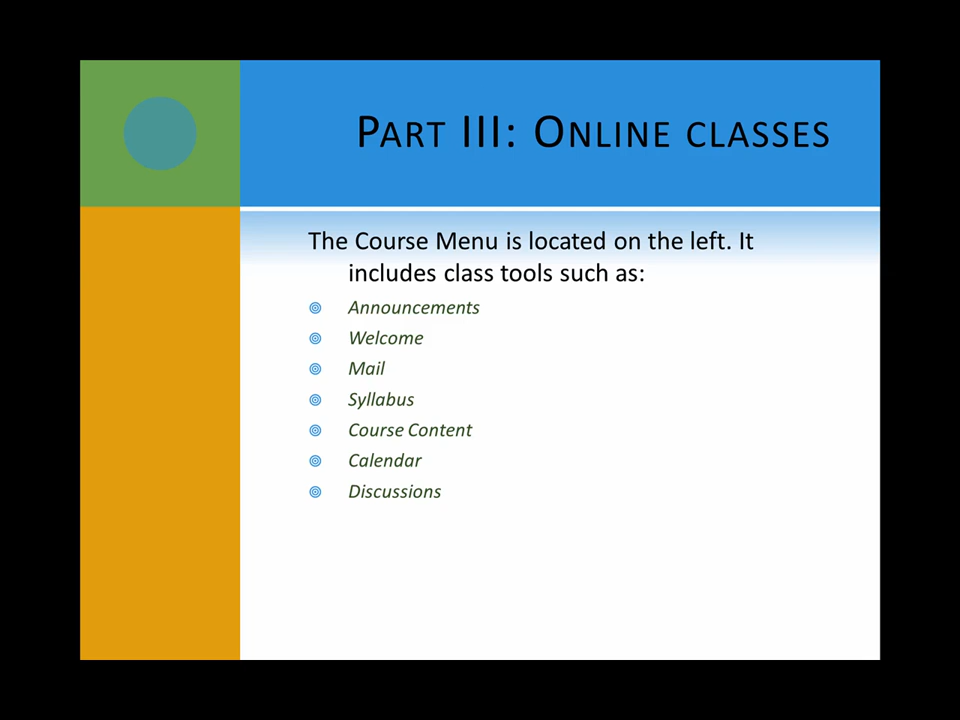 Part III: Online classes
The Course Menu is located on the left. It
includes class tools such as:
Announcements
Welcome
Mail
Syllabus
Course Content
Calendar
Discussions